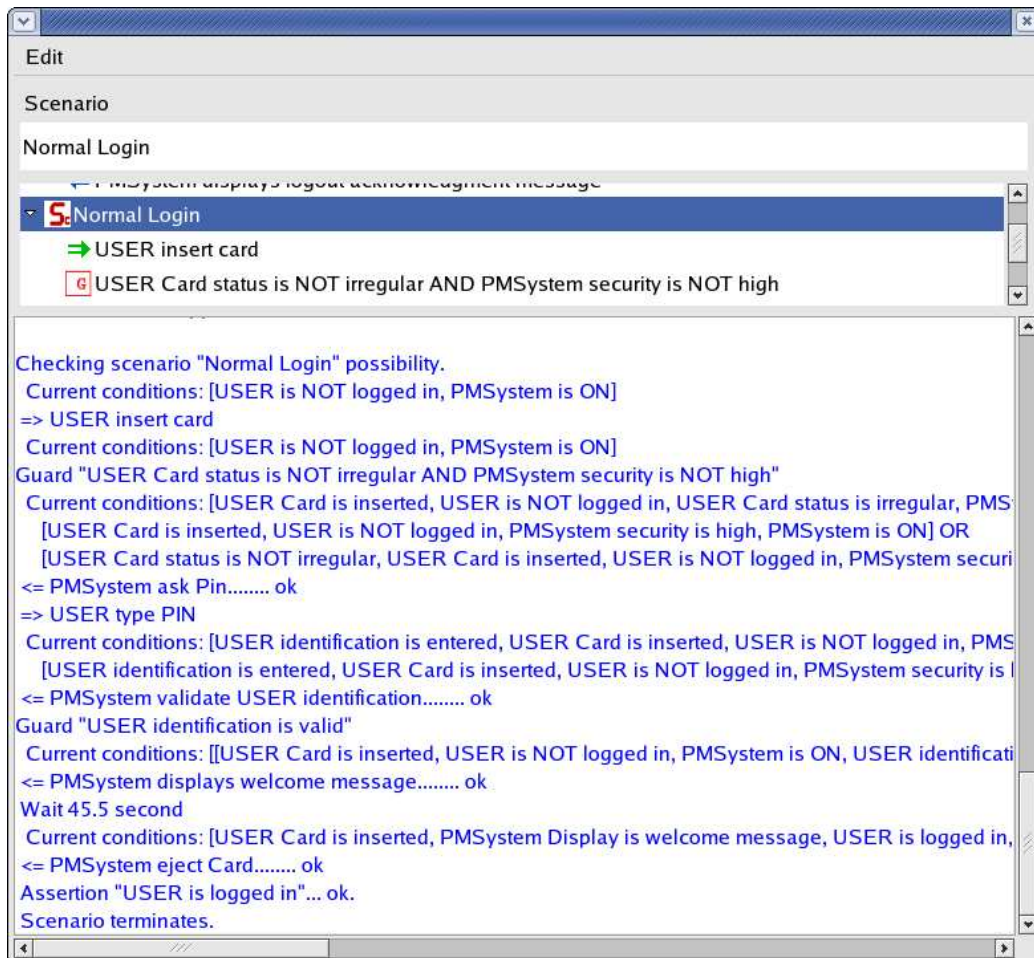 Edit
Scenario
Normal Login
PMSystem displays logout acknowledgment message
Normal Login
USER insert card
G USER Card status is NOT irregular AND PMSystem security is NOT high
Checking scenario "Normal Login" possibility.
Current conditions: [USER is NOT logged in, PMSystem is ON]
=> USER insert card
Current conditions: [USER is NOT logged in, PMSystem is ON]
Guard "USER Card status is NOT irregular AND PMSystem security is NOT high"
Current conditions: [USER Card is inserted, USER is NOT logged in, USER Card status is irregular, PMS
[USER Card is inserted, USER is NOT logged in, PMSystem security is high, PMSystem is ON] OR
[USER Card status is NOT irregular, USER Card is inserted, USER is NOT logged in, PMSystem securi
<= PMSystem ask Pin........ ok
=> USER type PIN
Current conditions: [USER identification is entered, USER Card is inserted, USER is NOT logged in, PMS
[USER identification is entered, USER Card is inserted, USER is NOT logged in, PMSystem security is
<= PMSystem validate USER identification........ ok
Guard "USER identification is valid"
Current conditions: [[USER Card is inserted, USER is NOT logged in, PMSystem is ON, USER identificati
<= PMSystem displays welcome message........ ok
Wait 45.5 second
Current conditions: [USER Card is inserted, PMSystem Display is welcome message, USER is logged in,
<= PMSystem eject Card........ ok
Assertion "USER is logged in"... ok.
Scenario terminates.